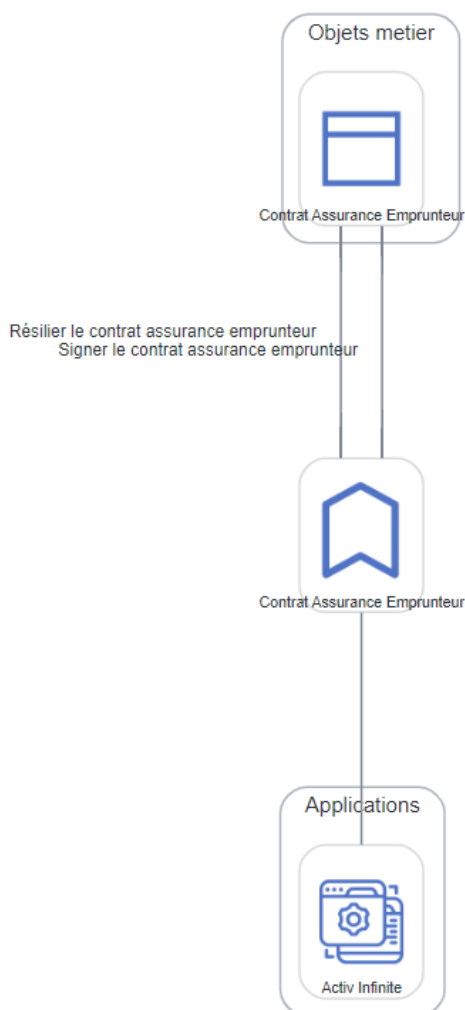 Objets metier
Contrat Assurance Emprunteur
Résilier le contrat assurance emprunteur
Signer le contrat assurance emprunteur
Contrat Assurance Emprunteur
Applications
Activ Infinite